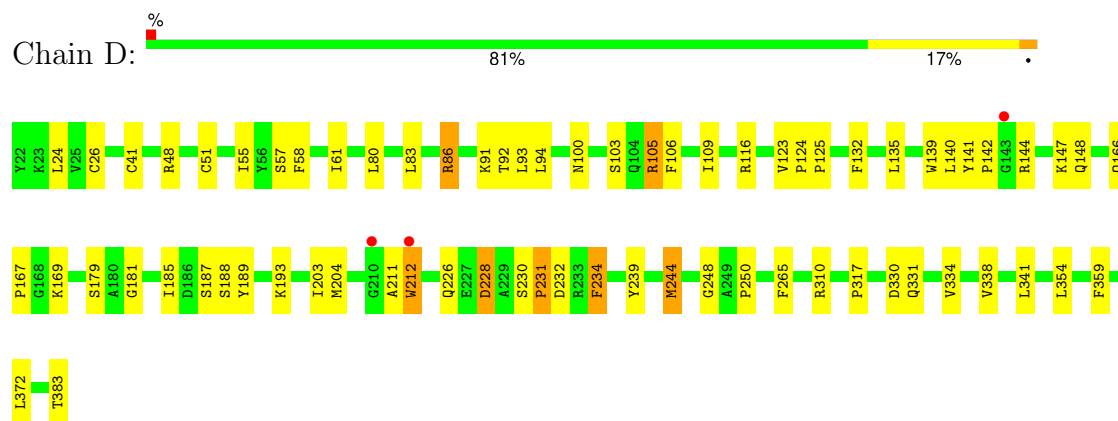 %
Chain D:
81% 17% •
Y22 K23 L24 V25 C26 C41 R48 C51 I55 Y56 S57 F58 I61 L80 L83 R86 K91 T92 L93 L94 N100 S103 Q104 R105 F106 I109 R116 V123 P124 P125 F132 L135 W139 L140 Y141 P142 G143 R144 K147 Q148 Q166
P167 G168 K169 S179 A180 G181 I185 D186 S187 S188 Y189 K193 I203 M204 G210 A211 W212 Q226 E227 D228 A229 S230 P231 D232 R233 F234 Y239 M244 G248 A249 P250 F265 R310 P317 D330 Q331 V334 V338 L341 L354 F359
L372 T383